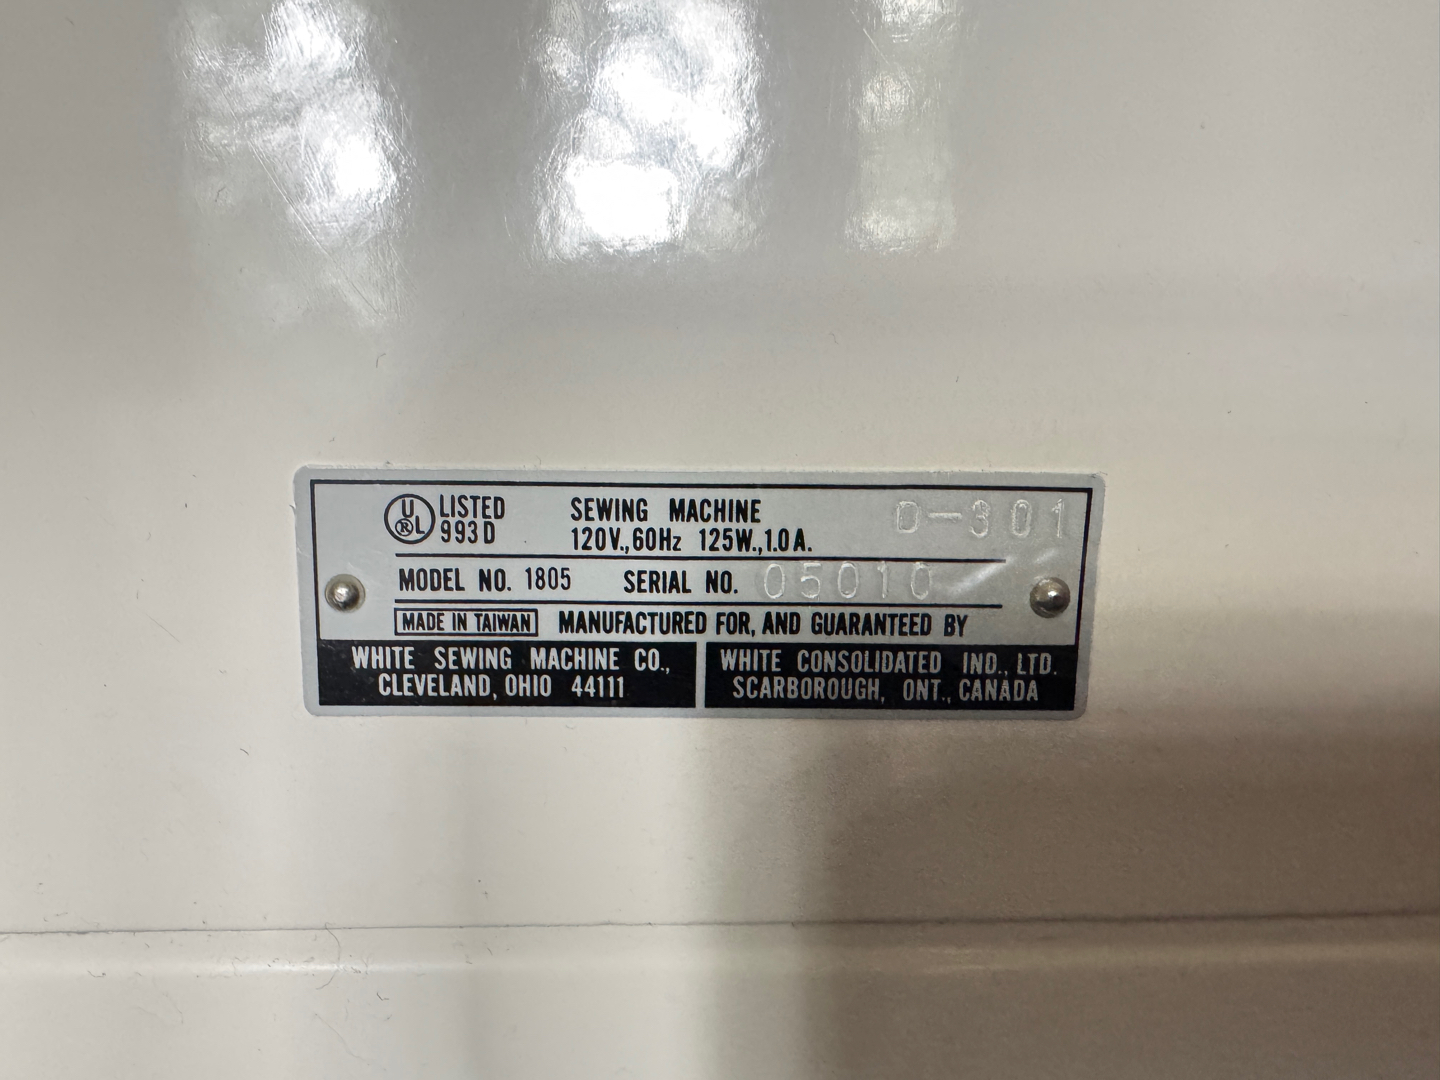 U R L LISTED 993D
SEWING MACHINE D-301
120V.,60Hz 125W.,1.0A.
MODEL NO. 1805 SERIAL NO. 05010
MADE IN TAIWAN MANUFACTURED FOR, AND GUARANTEED BY
WHITE SEWING MACHINE CO.,
CLEVELAND, OHIO 44111
WHITE CONSOLIDATED IND., LTD.
SCARBOROUGH, ONT., CANADA